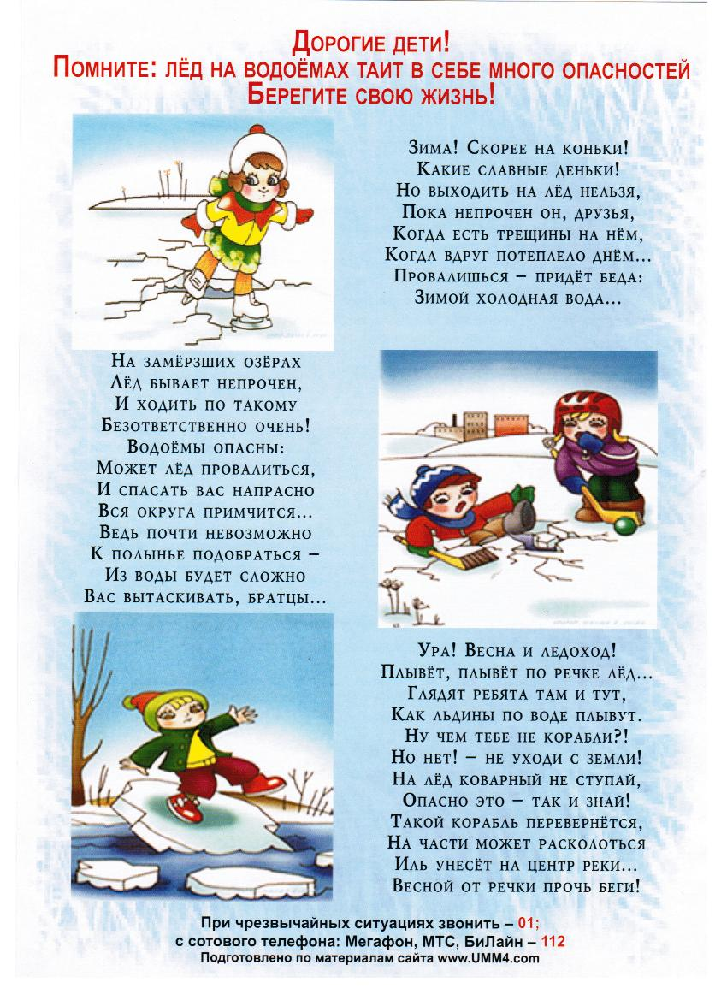 Дорогие дети!
Помните: лёд на водоёмах таит в себе много опасностей
Берегите свою жизнь!
Зима! Скорее на коньки!
Какие славные деньки!
Но выходить на лёд нельзя,
Пока непрочен он, друзья,
Когда есть трещины на нём,
Когда вдруг потеплело днём...
Провалишься – придёт беда:
Зимой холодная вода...
На замёрзших озёрах
Лёд бывает непрочен,
И ходить по такому
Безответственно очень!
Водоёмы опасны:
Может лёд провалиться,
И спасать вас напрасно
Вся округа примчится...
Ведь почти невозможно
К полынье подобраться –
Из воды будет сложно
Вас вытаскивать, братцы...
Ура! Весна и ледоход!
Плывёт, плывёт по речке лёд...
Глядят ребята там и тут,
Как льдины по воде плывут.
Ну чем тебе не корабли?!
Но нет! – не уходи с земли!
На лёд коварный не ступай,
Опасно это – так и знай!
Такой корабль перевернётся,
На части может расколоться
Иль унесёт на центр реки...
Весной от речки прочь беги!
При чрезвычайных ситуациях звонить – 01;
с сотового телефона: Мегафон, МТС, БиЛайн – 112
Подготовлено по материалам сайта www.UMM4.com